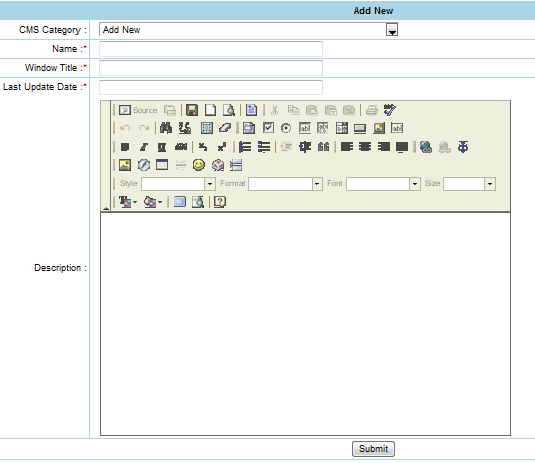 Add New
CMS Category : Add New
Name :*
Window Title :*
Last Update Date :*
Source
Style Format Font Size
Description :
Submit